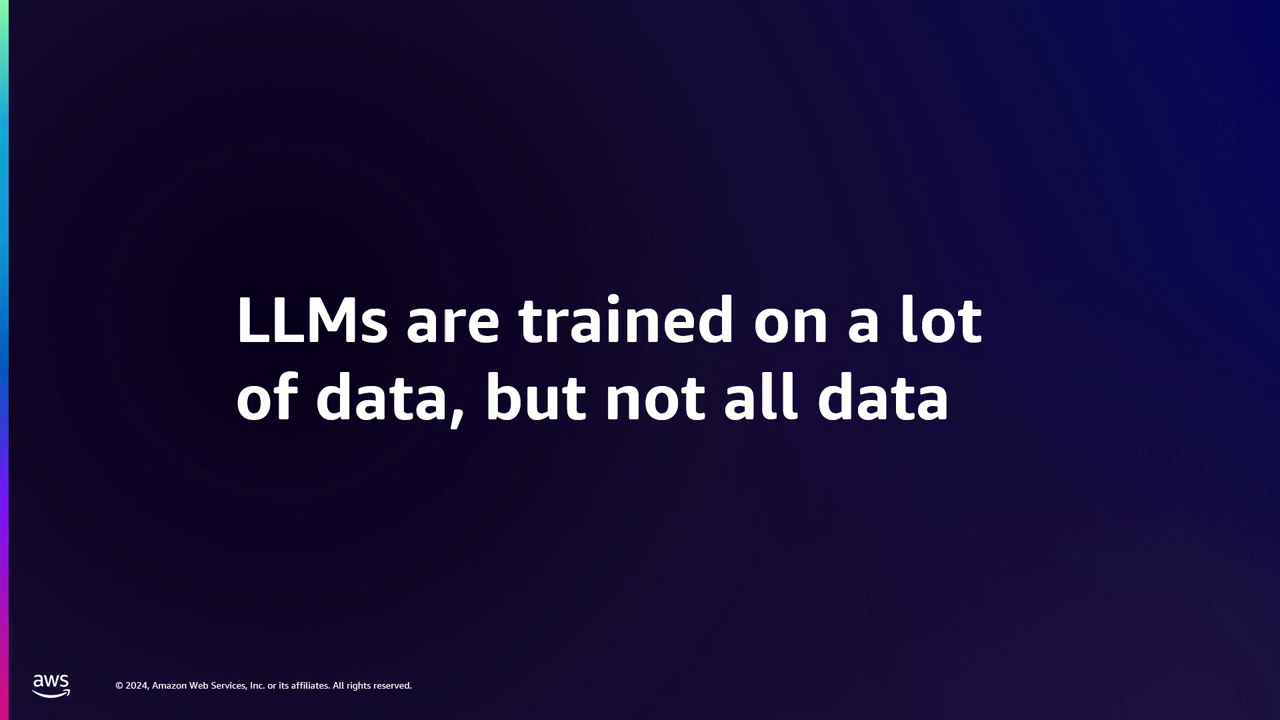 LLMs are trained on a lot
of data, but not all data
aws
© 2024, Amazon Web Services, Inc. or its affiliates. All rights reserved.